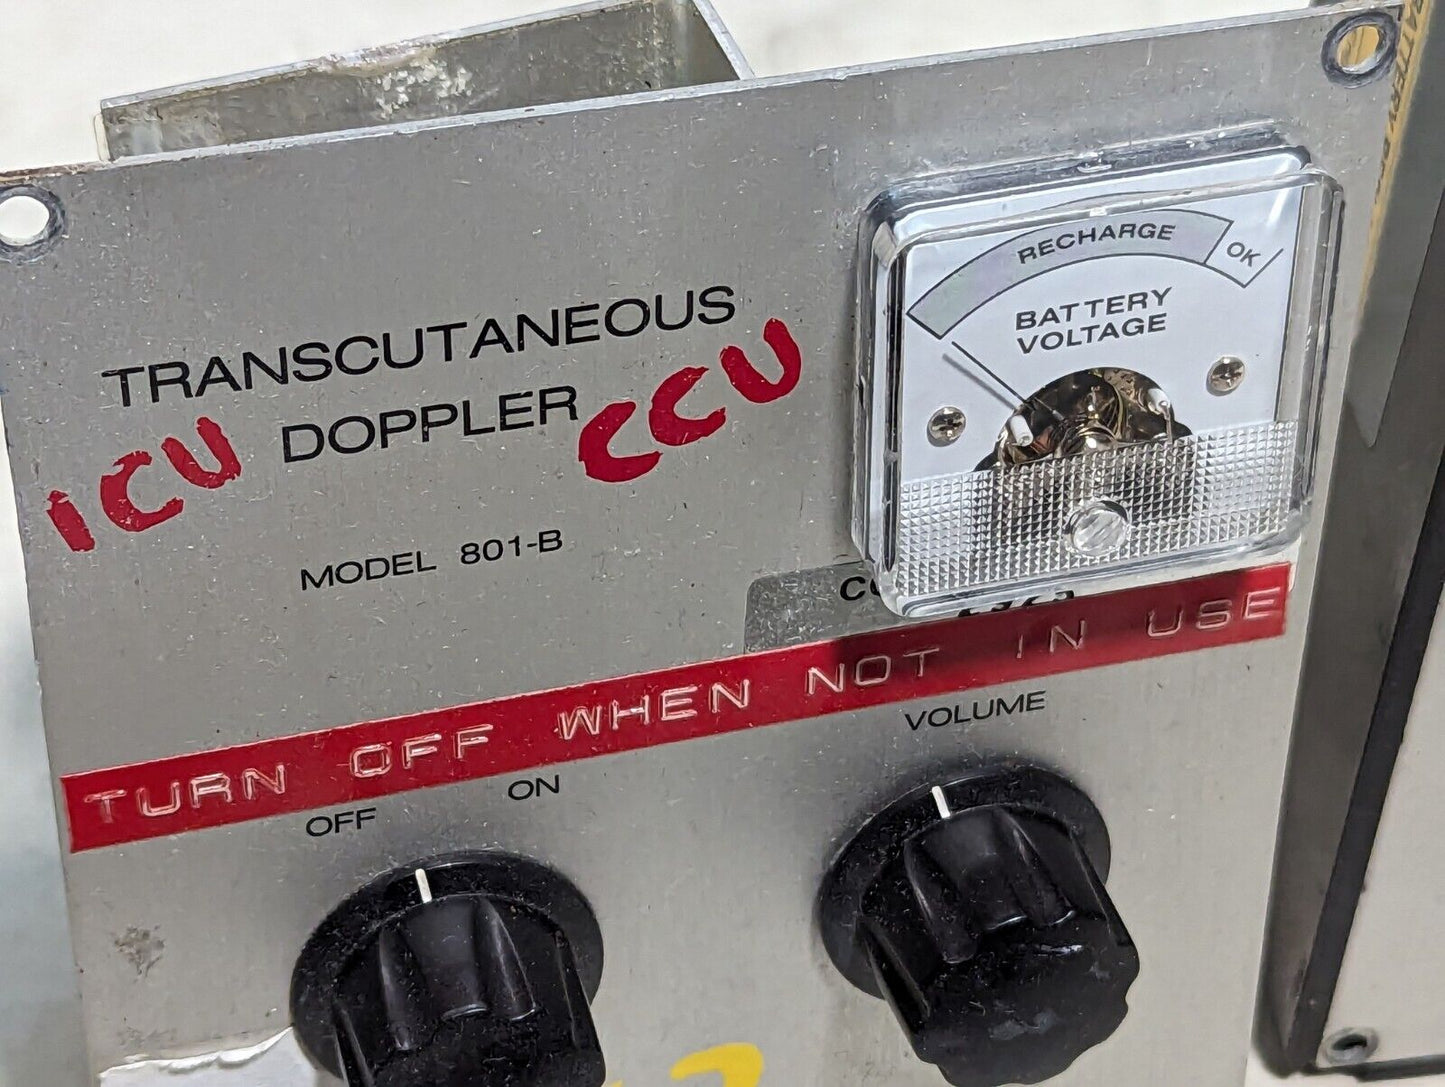 TRANSCUTANEOUS
DOPPLER
ICU
CCU
MODEL 801-B
RECHARGE
OK
BATTERY
VOLTAGE
TURN OFF WHEN NOT IN USE
OFF
ON
VOLUME